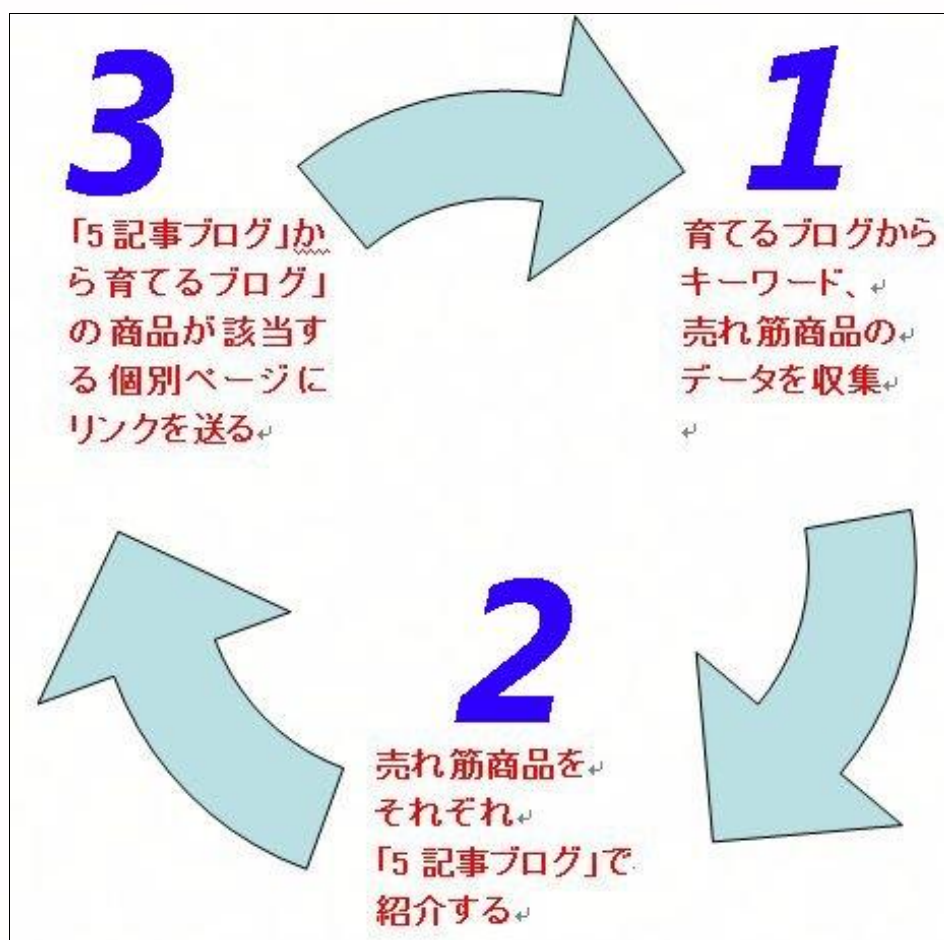 1
育てるブログから
キーワード、
売れ筋商品の
データを収集
2
売れ筋商品を
それぞれ
「5記事ブログ」で
紹介する
3
「5記事ブログ」か
ら育てるブログ」
の商品が該当す
る個別ページに
リンクを送る